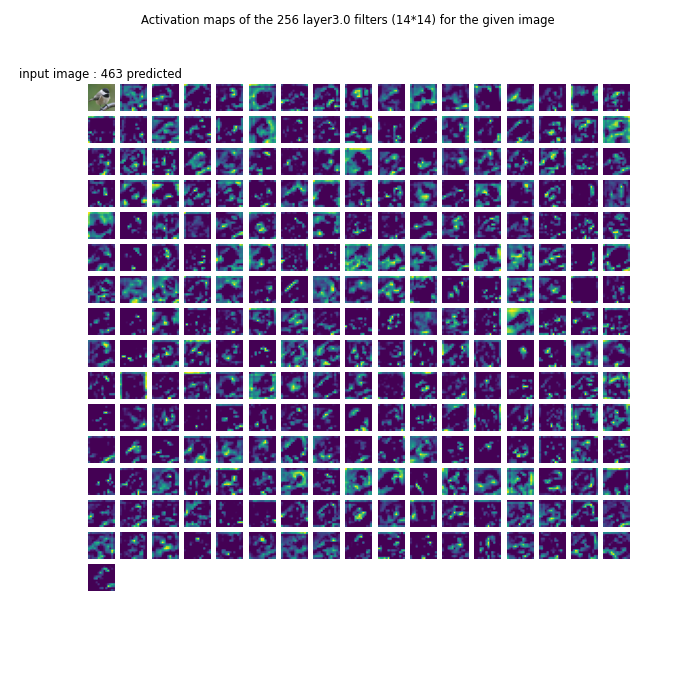 Activation maps of the 256 layer3.0 filters (14*14) for the given image
input image : 463 predicted